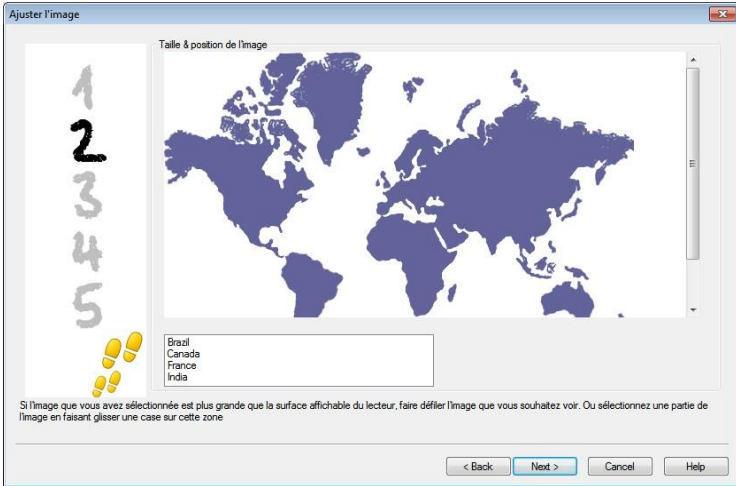 Ajuster l'image
Taille & position de l'image
1
2
3
4
5
Brazil
Canada
France
India
Si l'image que vous avez sélectionnée est plus grande que la surface affichable du lecteur, faire défiler l'image que vous souhaitez voir. Ou sélectionnez une partie de
l'image en faisant glisser une case sur cette zone
< Back Next > Cancel Help